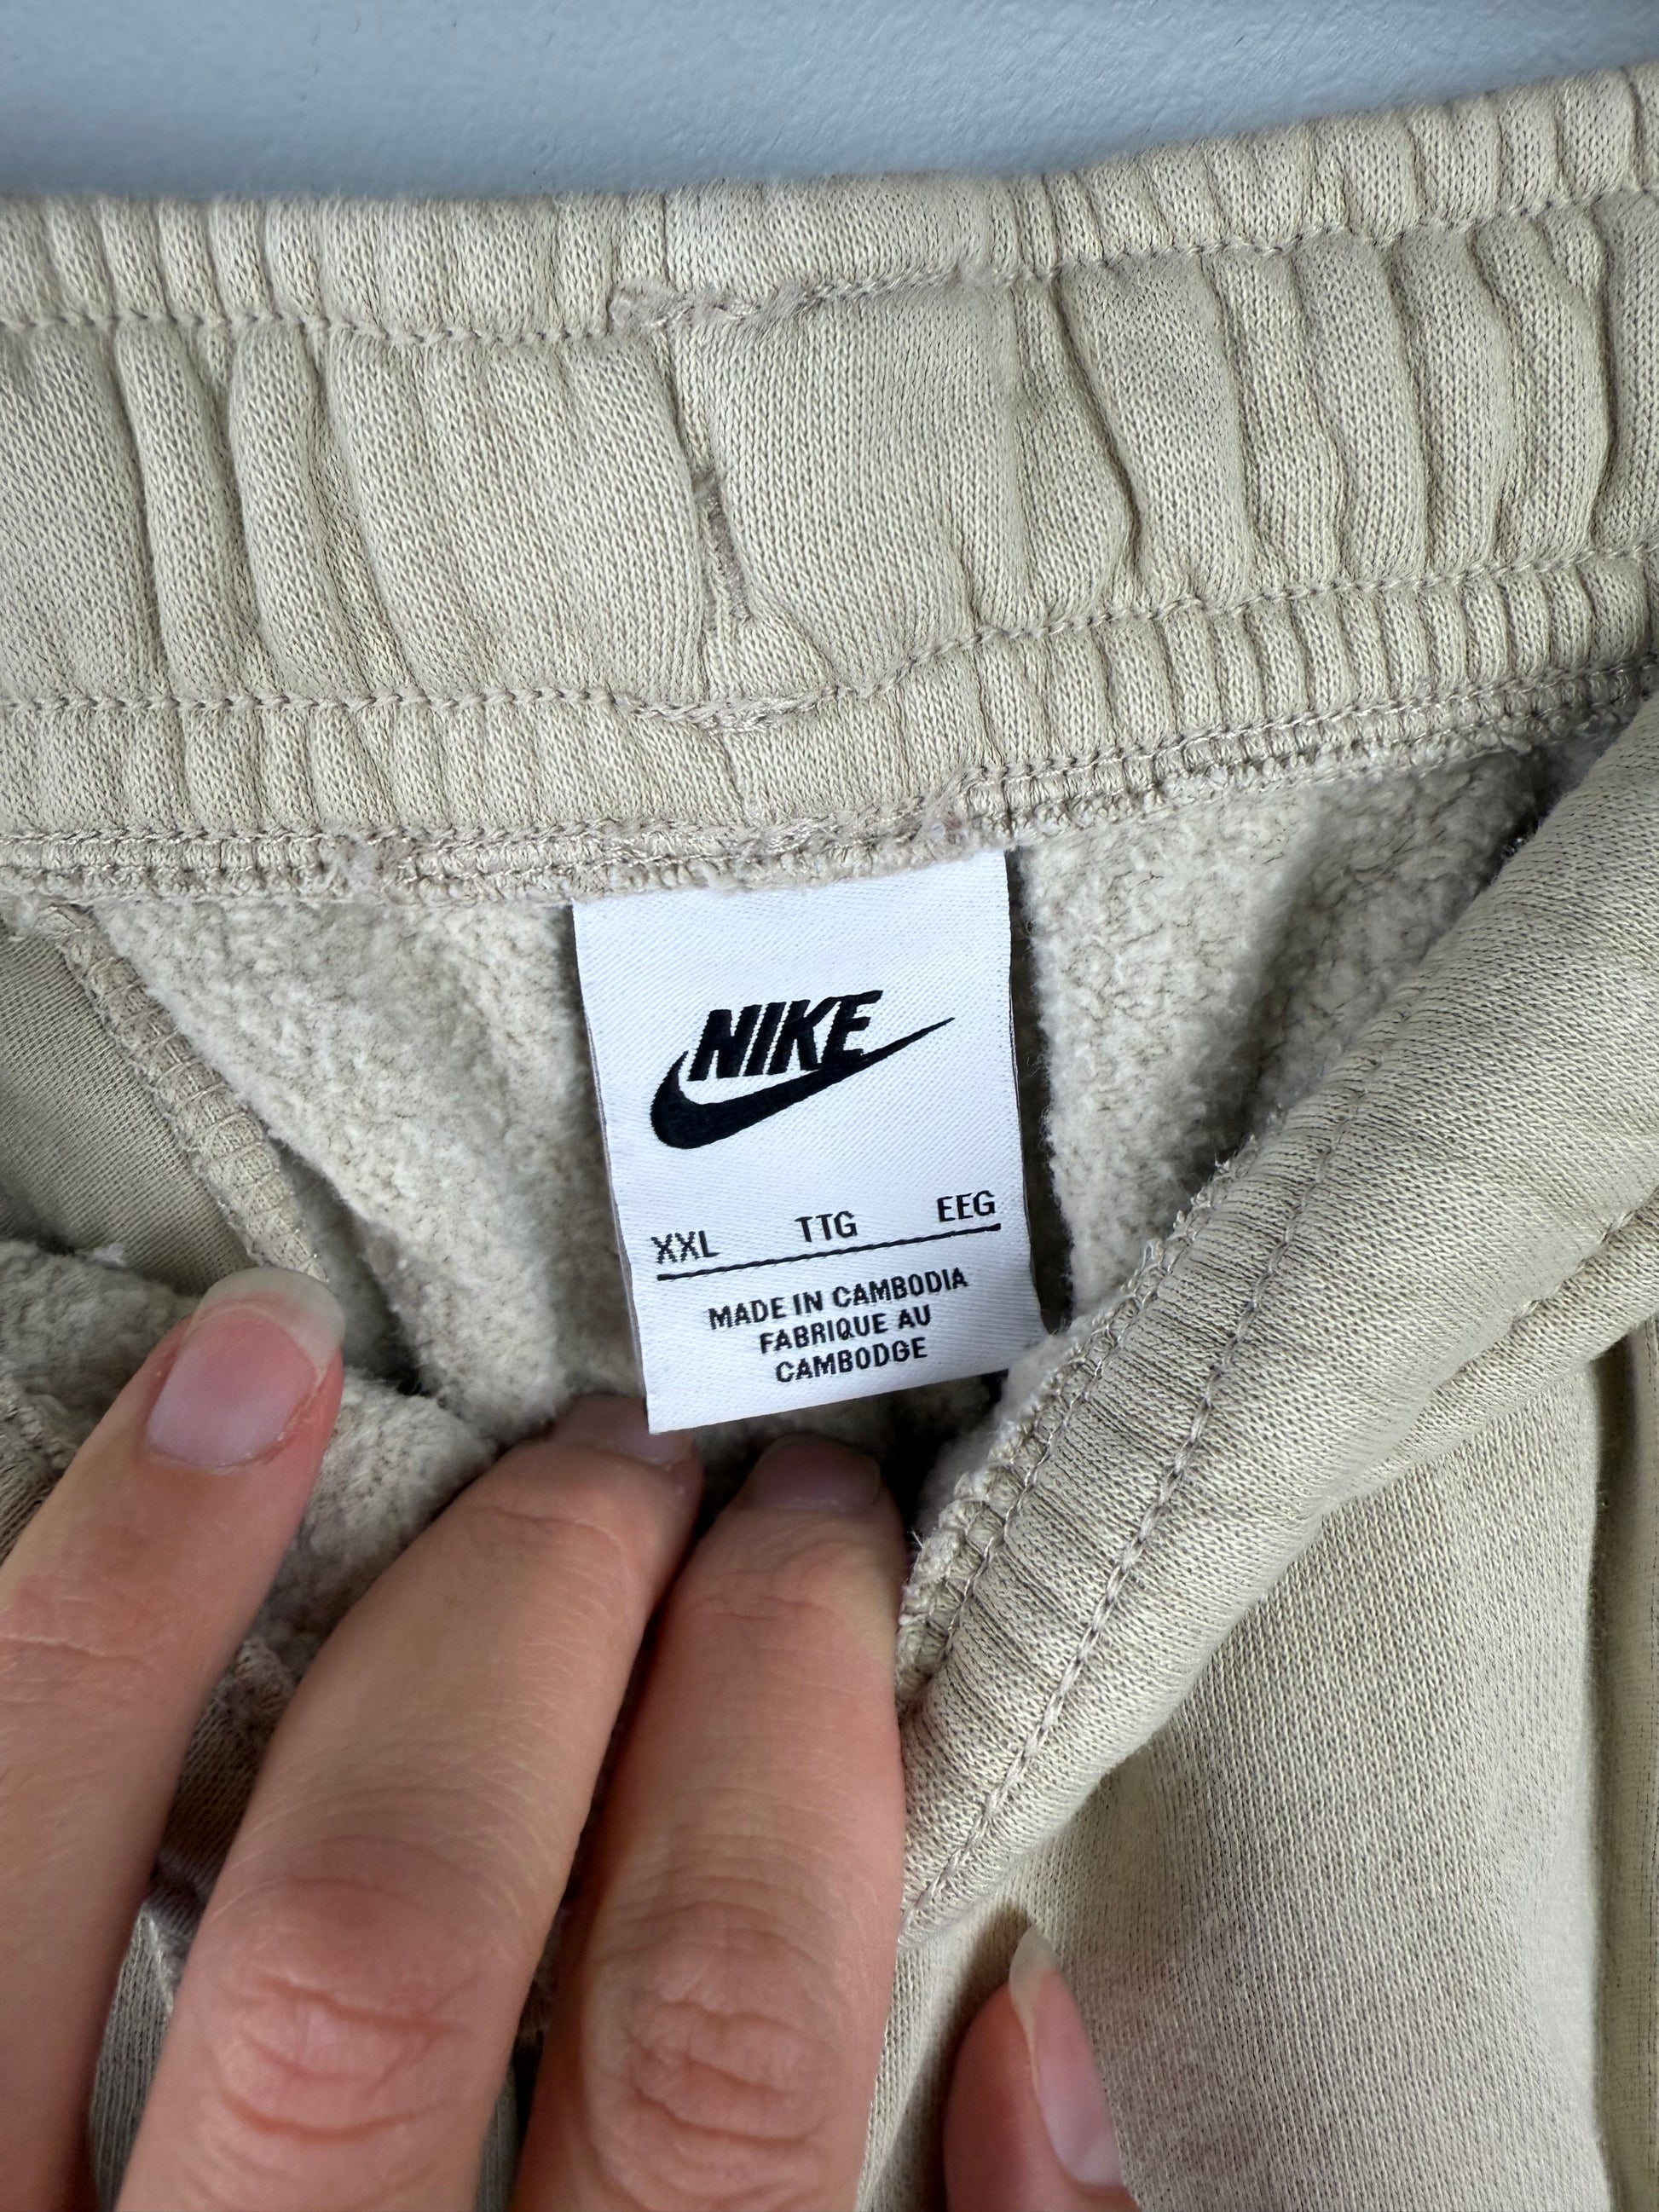 NIKE
XXL TTG EEG
MADE IN CAMBODIA
FABRIQUE AU
CAMBODGE